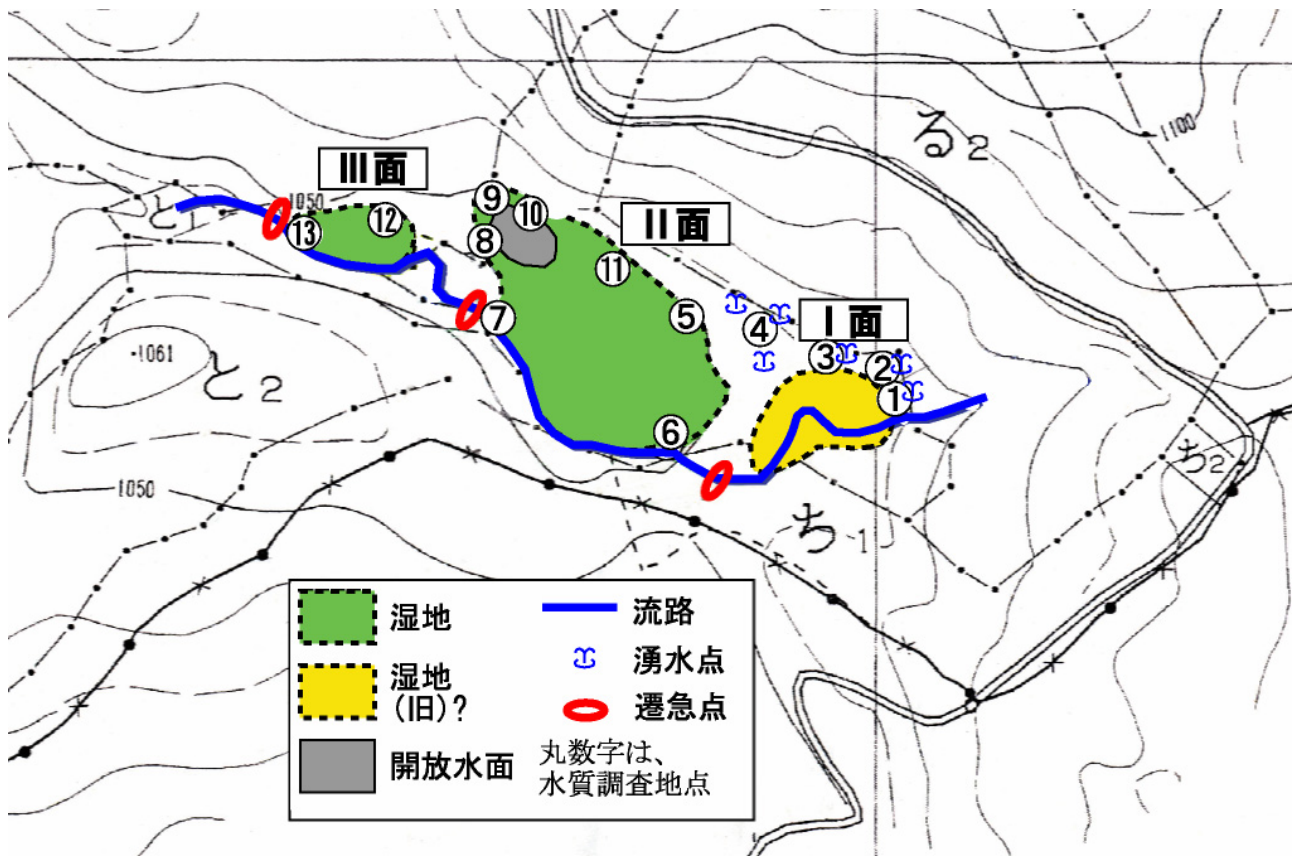 る2
1100
III面
1050
と1
⑨
⑩
II面
⑫
⑬
⑧
⑪
⑤
⑦
④
I面
③
②
①
・1061
と2
⑥
ち2
1050
ち1
湿地
流路
湿地
(旧)?
湧水点
遷急点
開放水面
丸数字は、
水質調査地点